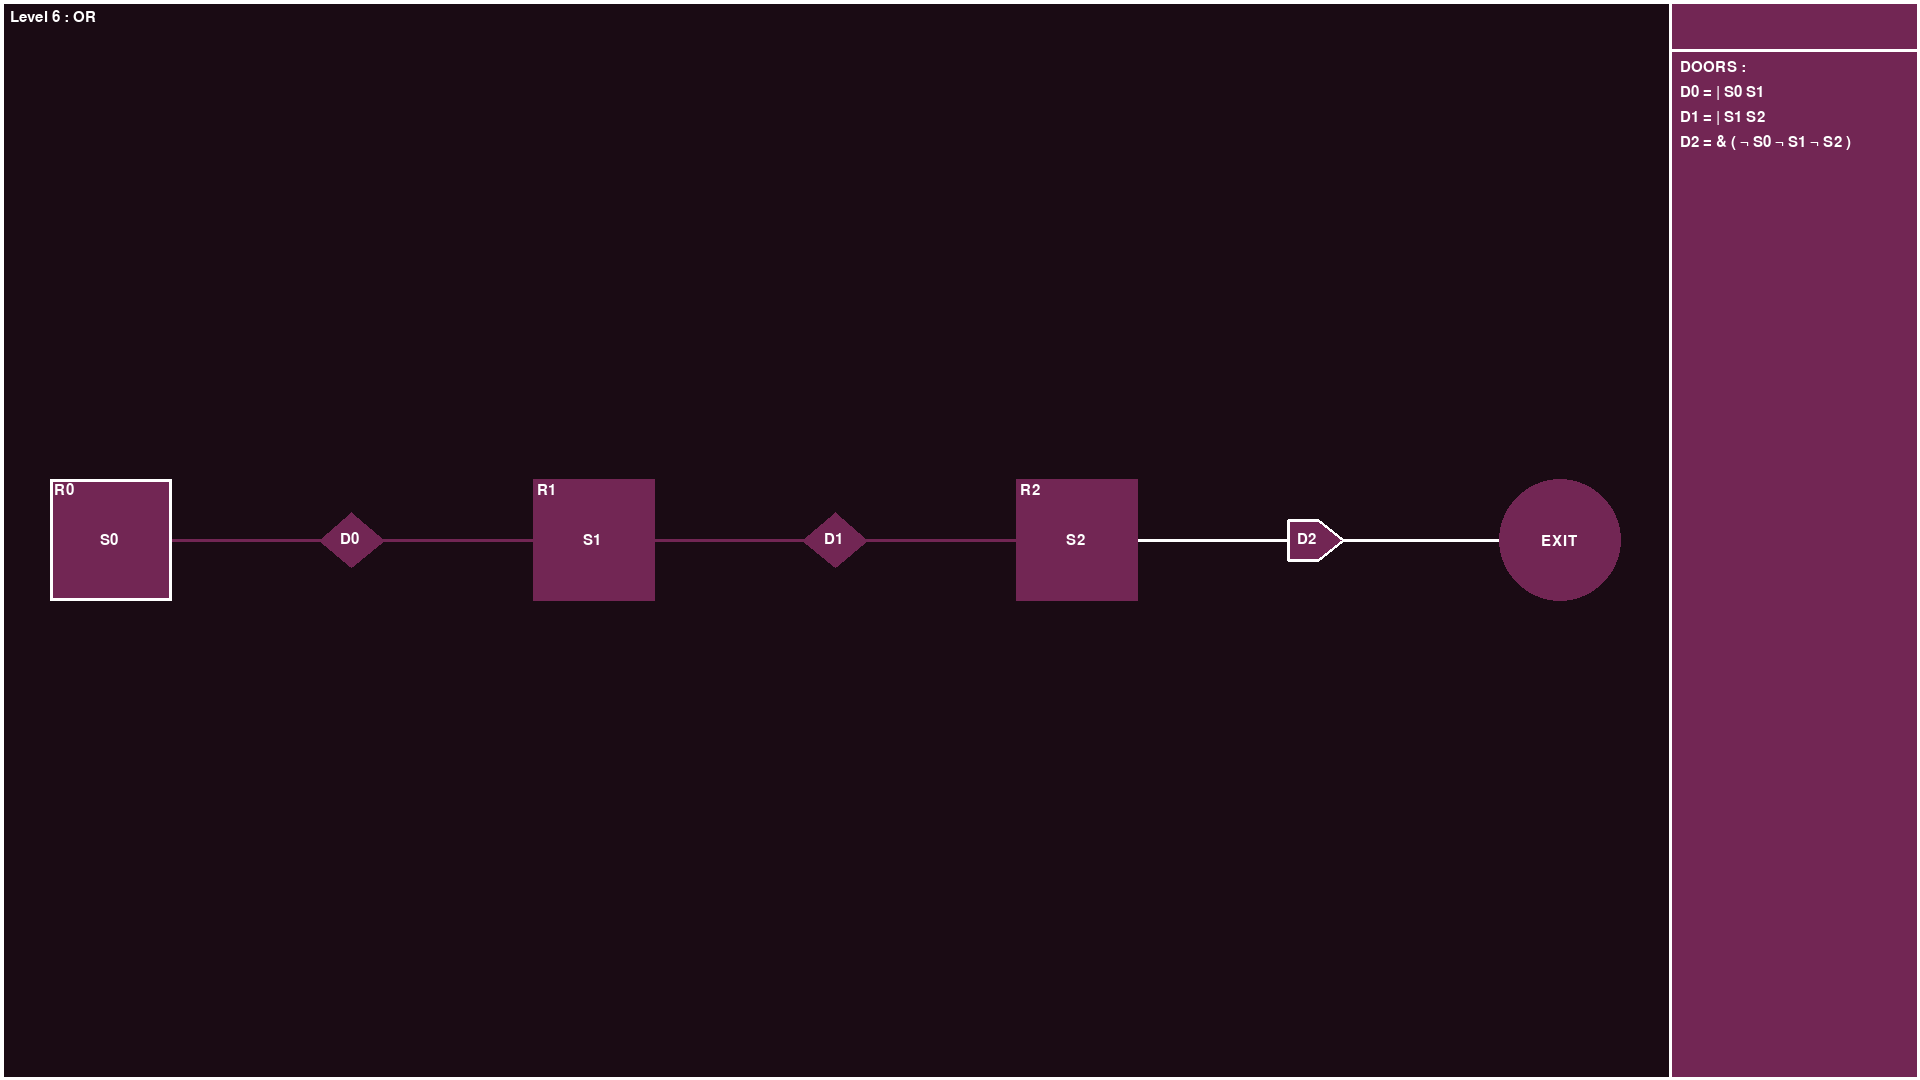 Level 6 : OR
DOORS :
D0 = | S0 S1
D1 = | S1 S2
D2 = & ( ¬ S0 ¬ S1 ¬ S2 )
R0
S0
D0
R1
S1
D1
R2
S2
D2
EXIT